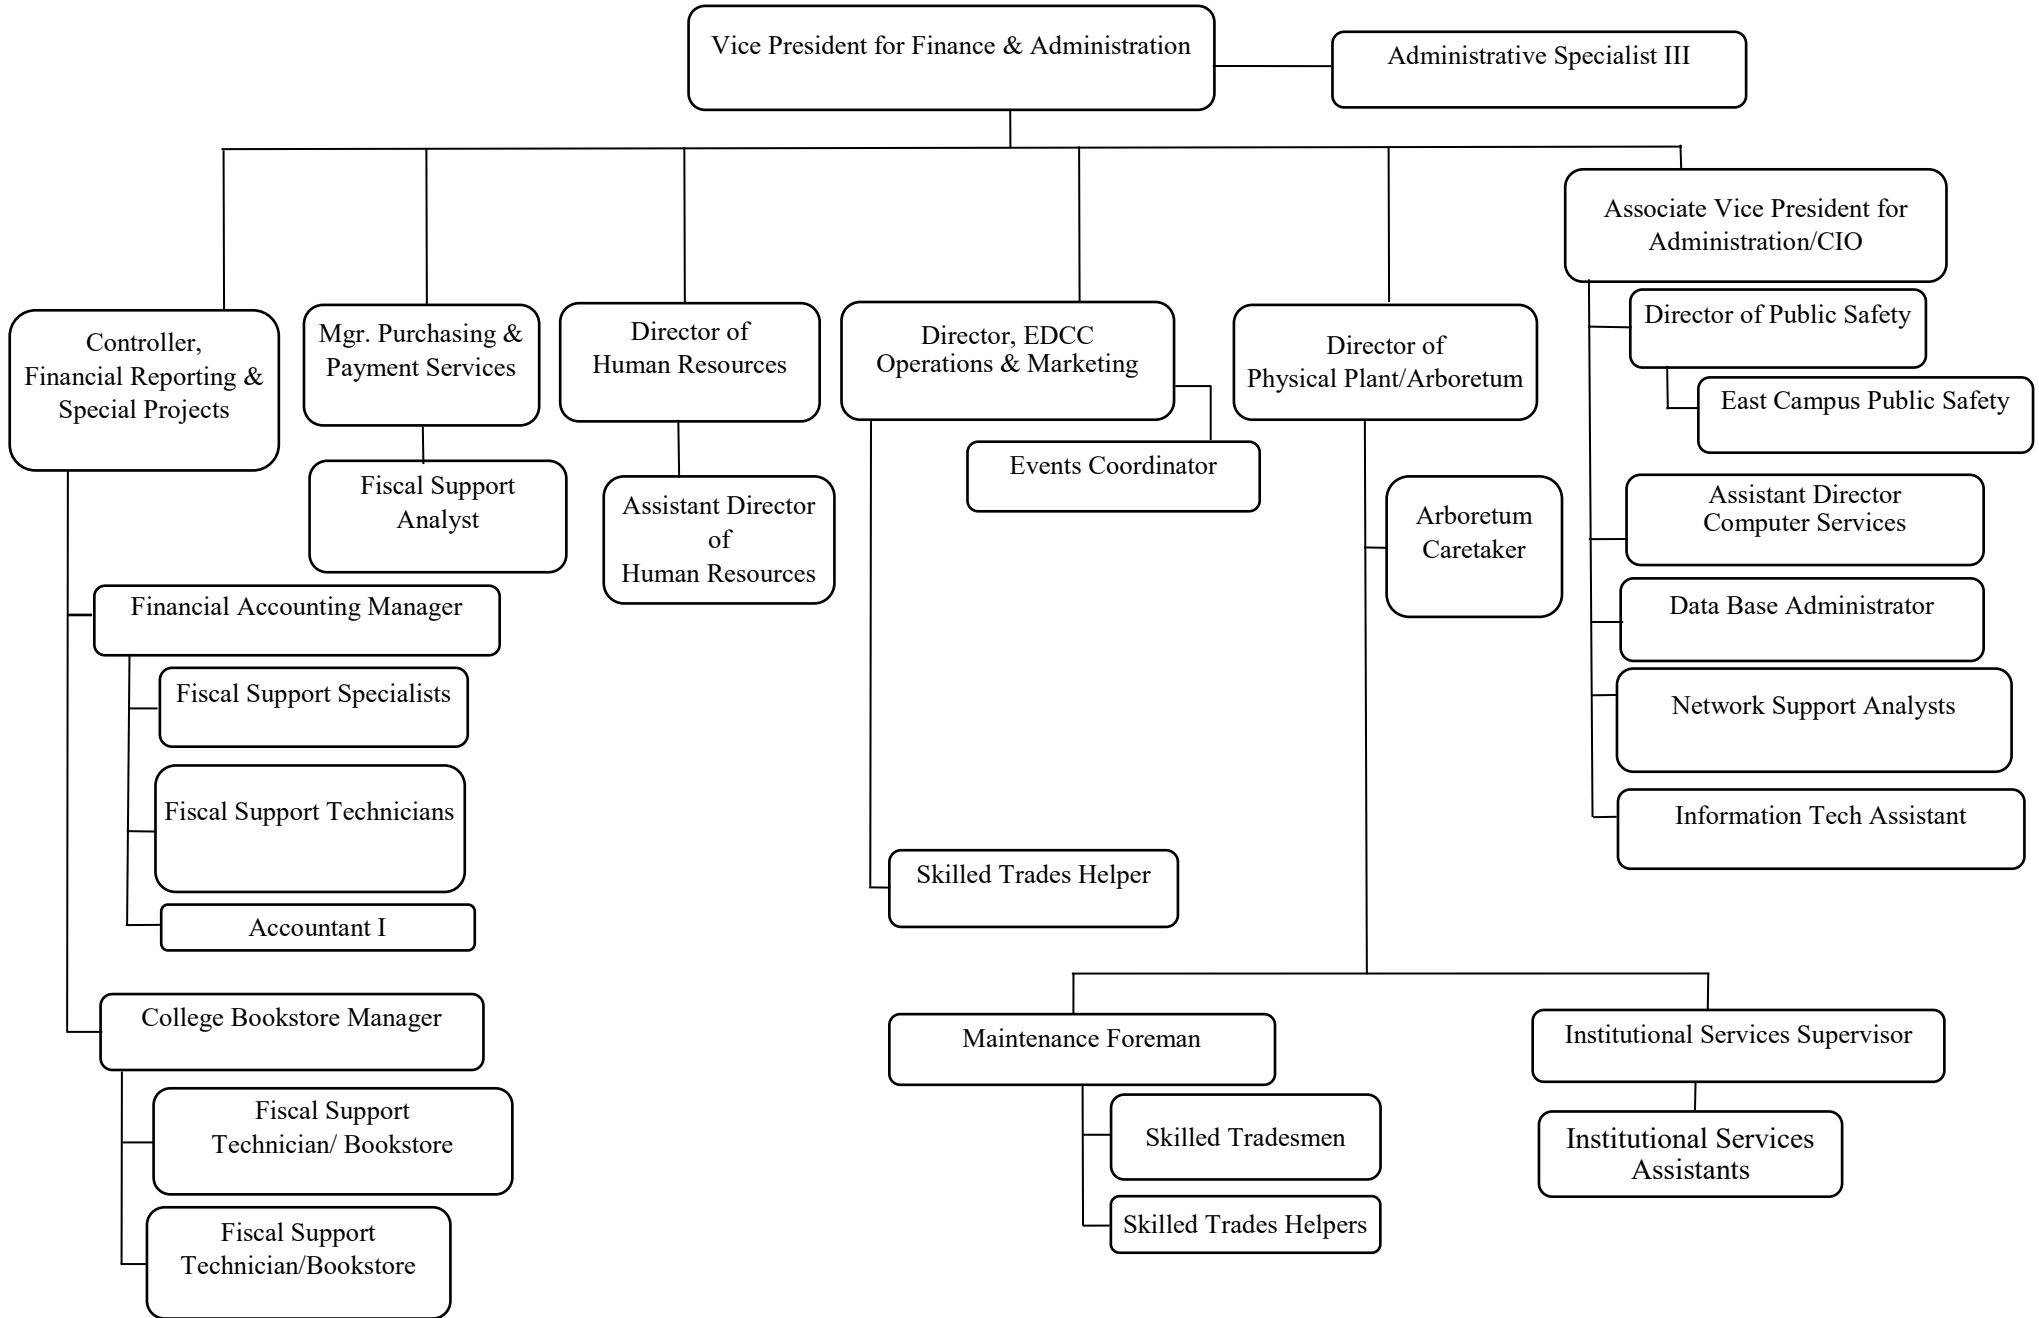 Vice President for Finance & Administration
Administrative Specialist III
Controller,
Financial Reporting &
Special Projects
Mgr. Purchasing &
Payment Services
Director of
Human Resources
Director, EDCC
Operations & Marketing
Director of
Physical Plant/Arboretum
Associate Vice President for
Administration/CIO
Director of Public Safety
East Campus Public Safety
Fiscal Support
Analyst
Assistant Director
of
Human Resources
Events Coordinator
Arboretum
Caretaker
Assistant Director
Computer Services
Financial Accounting Manager
Data Base Administrator
Fiscal Support Specialists
Network Support Analysts
Fiscal Support Technicians
Information Tech Assistant
Skilled Trades Helper
Accountant I
College Bookstore Manager
Maintenance Foreman
Institutional Services Supervisor
Fiscal Support
Technician/ Bookstore
Skilled Tradesmen
Institutional Services
Assistants
Fiscal Support
Technician/Bookstore
Skilled Trades Helpers